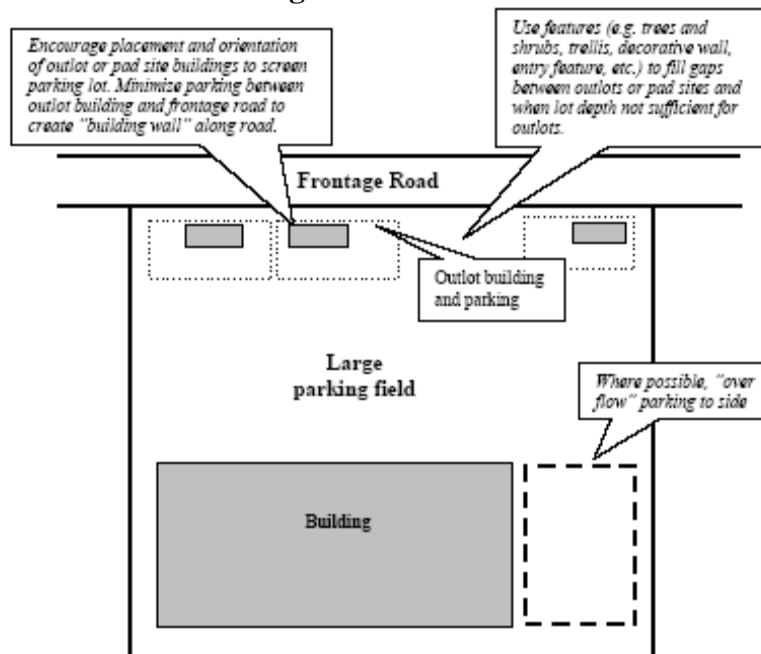 Encourage placement and orientation
of outlot or pad site buildings to screen
parking lot. Minimize parking between
outlot building and frontage road to
create "building wall" along road.
Use features (e.g. trees and
shrubs, trellis, decorative wall,
entry feature, etc.) to fill gaps
between outlots or pad sites and
when lot depth not sufficient for
outlots.
Frontage Road
Outlot building
and parking
Large
parking field
Where possible, "over
flow" parking to side
Building